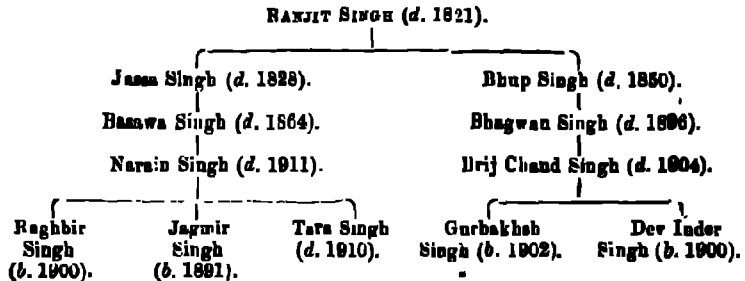 RANJIT SINGH (d. 1821).
Jassa Singh (d. 1828). Bhup Singh (d. 1850).
Basawa Singh (d. 1864). Bhagwan Singh (d. 1896).
Narain Singh (d. 1911). Brij Chand Singh (d. 1904).
Raghbir Jagmir Tara Singh Gurbakhsh Dev Inder
Singh Singh (d. 1910). Singh (b. 1902). Singh (b. 1900).
(b. 1900). (b. 1891).